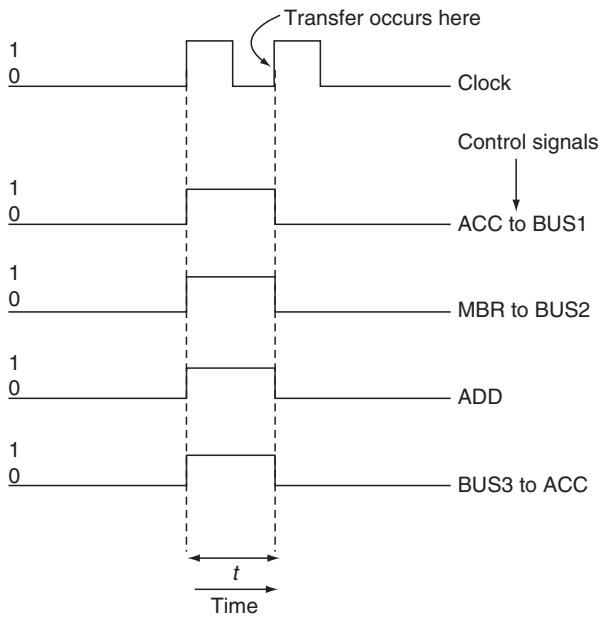 Transfer occurs here
1
0
Clock
Control signals
1
0
ACC to BUS1
1
0
MBR to BUS2
1
0
ADD
1
0
BUS3 to ACC
t
Time